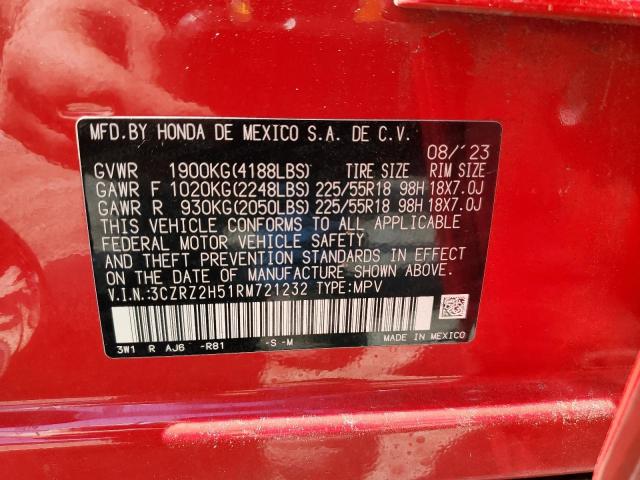 MFD.BY HONDA DE MEXICO S.A. DE C.V.
08/'23
GVWR 1900KG(4188LBS) TIRE SIZE RIM SIZE
GAWR F 1020KG(2248LBS) 225/55R18 98H 18X7.0J
GAWR R 930KG(2050LBS) 225/55R18 98H 18X7.0J
THIS VEHICLE CONFORMS TO ALL APPLICABLE
FEDERAL MOTOR VEHICLE SAFETY
AND THEFT PREVENTION STANDARDS IN EFFECT
ON THE DATE OF MANUFACTURE SHOWN ABOVE.
V.I.N.:3CZRZ2H51RM721232 TYPE:MPV
3W1 R AJ6 -R81 -S -M
MADE IN MEXICO